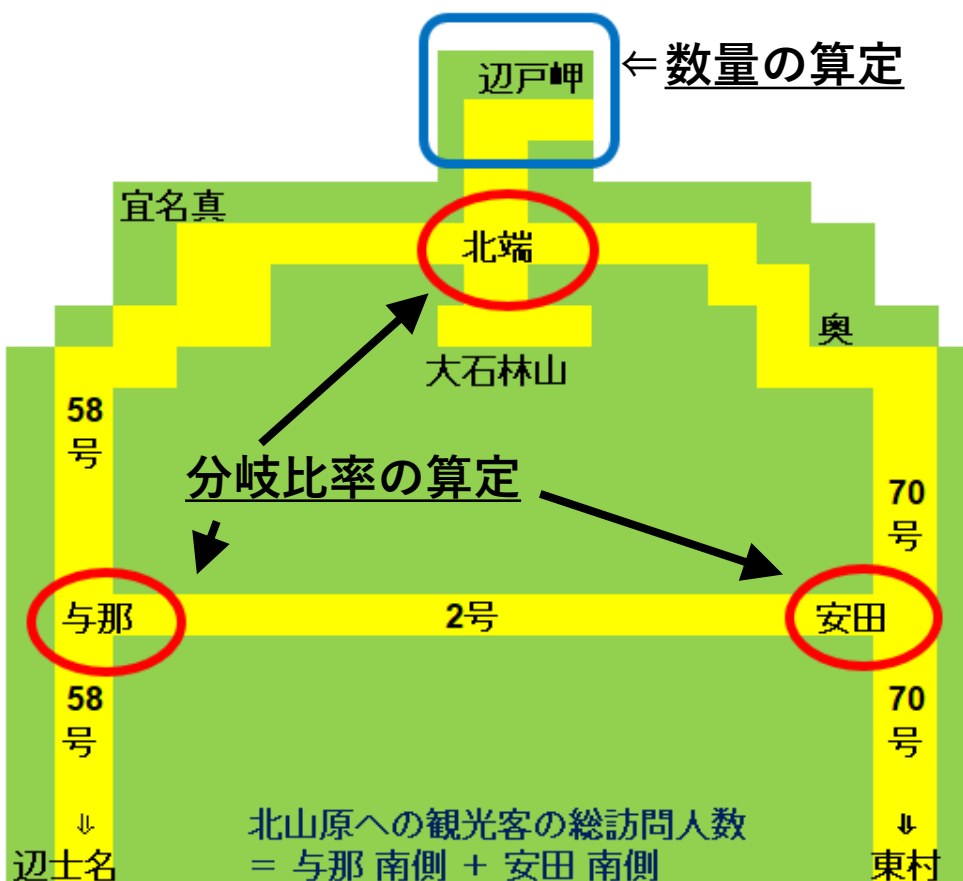 辺戸岬
⇐数量の算定
宜名真
北端
奥
大石林山
58
号
分岐比率の算定
70
号
与那
2号
安田
58
号
70
号
⇓
⇓
北山原への観光客の総訪問人数
= 与那 南側 + 安田 南側
辺士名
東村